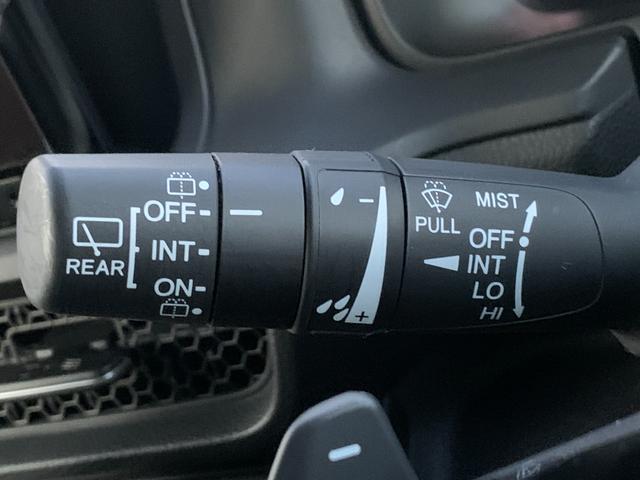 OFF
INT
ON
REAR
−
+
PULL
MIST
OFF
INT
LO
HI
−